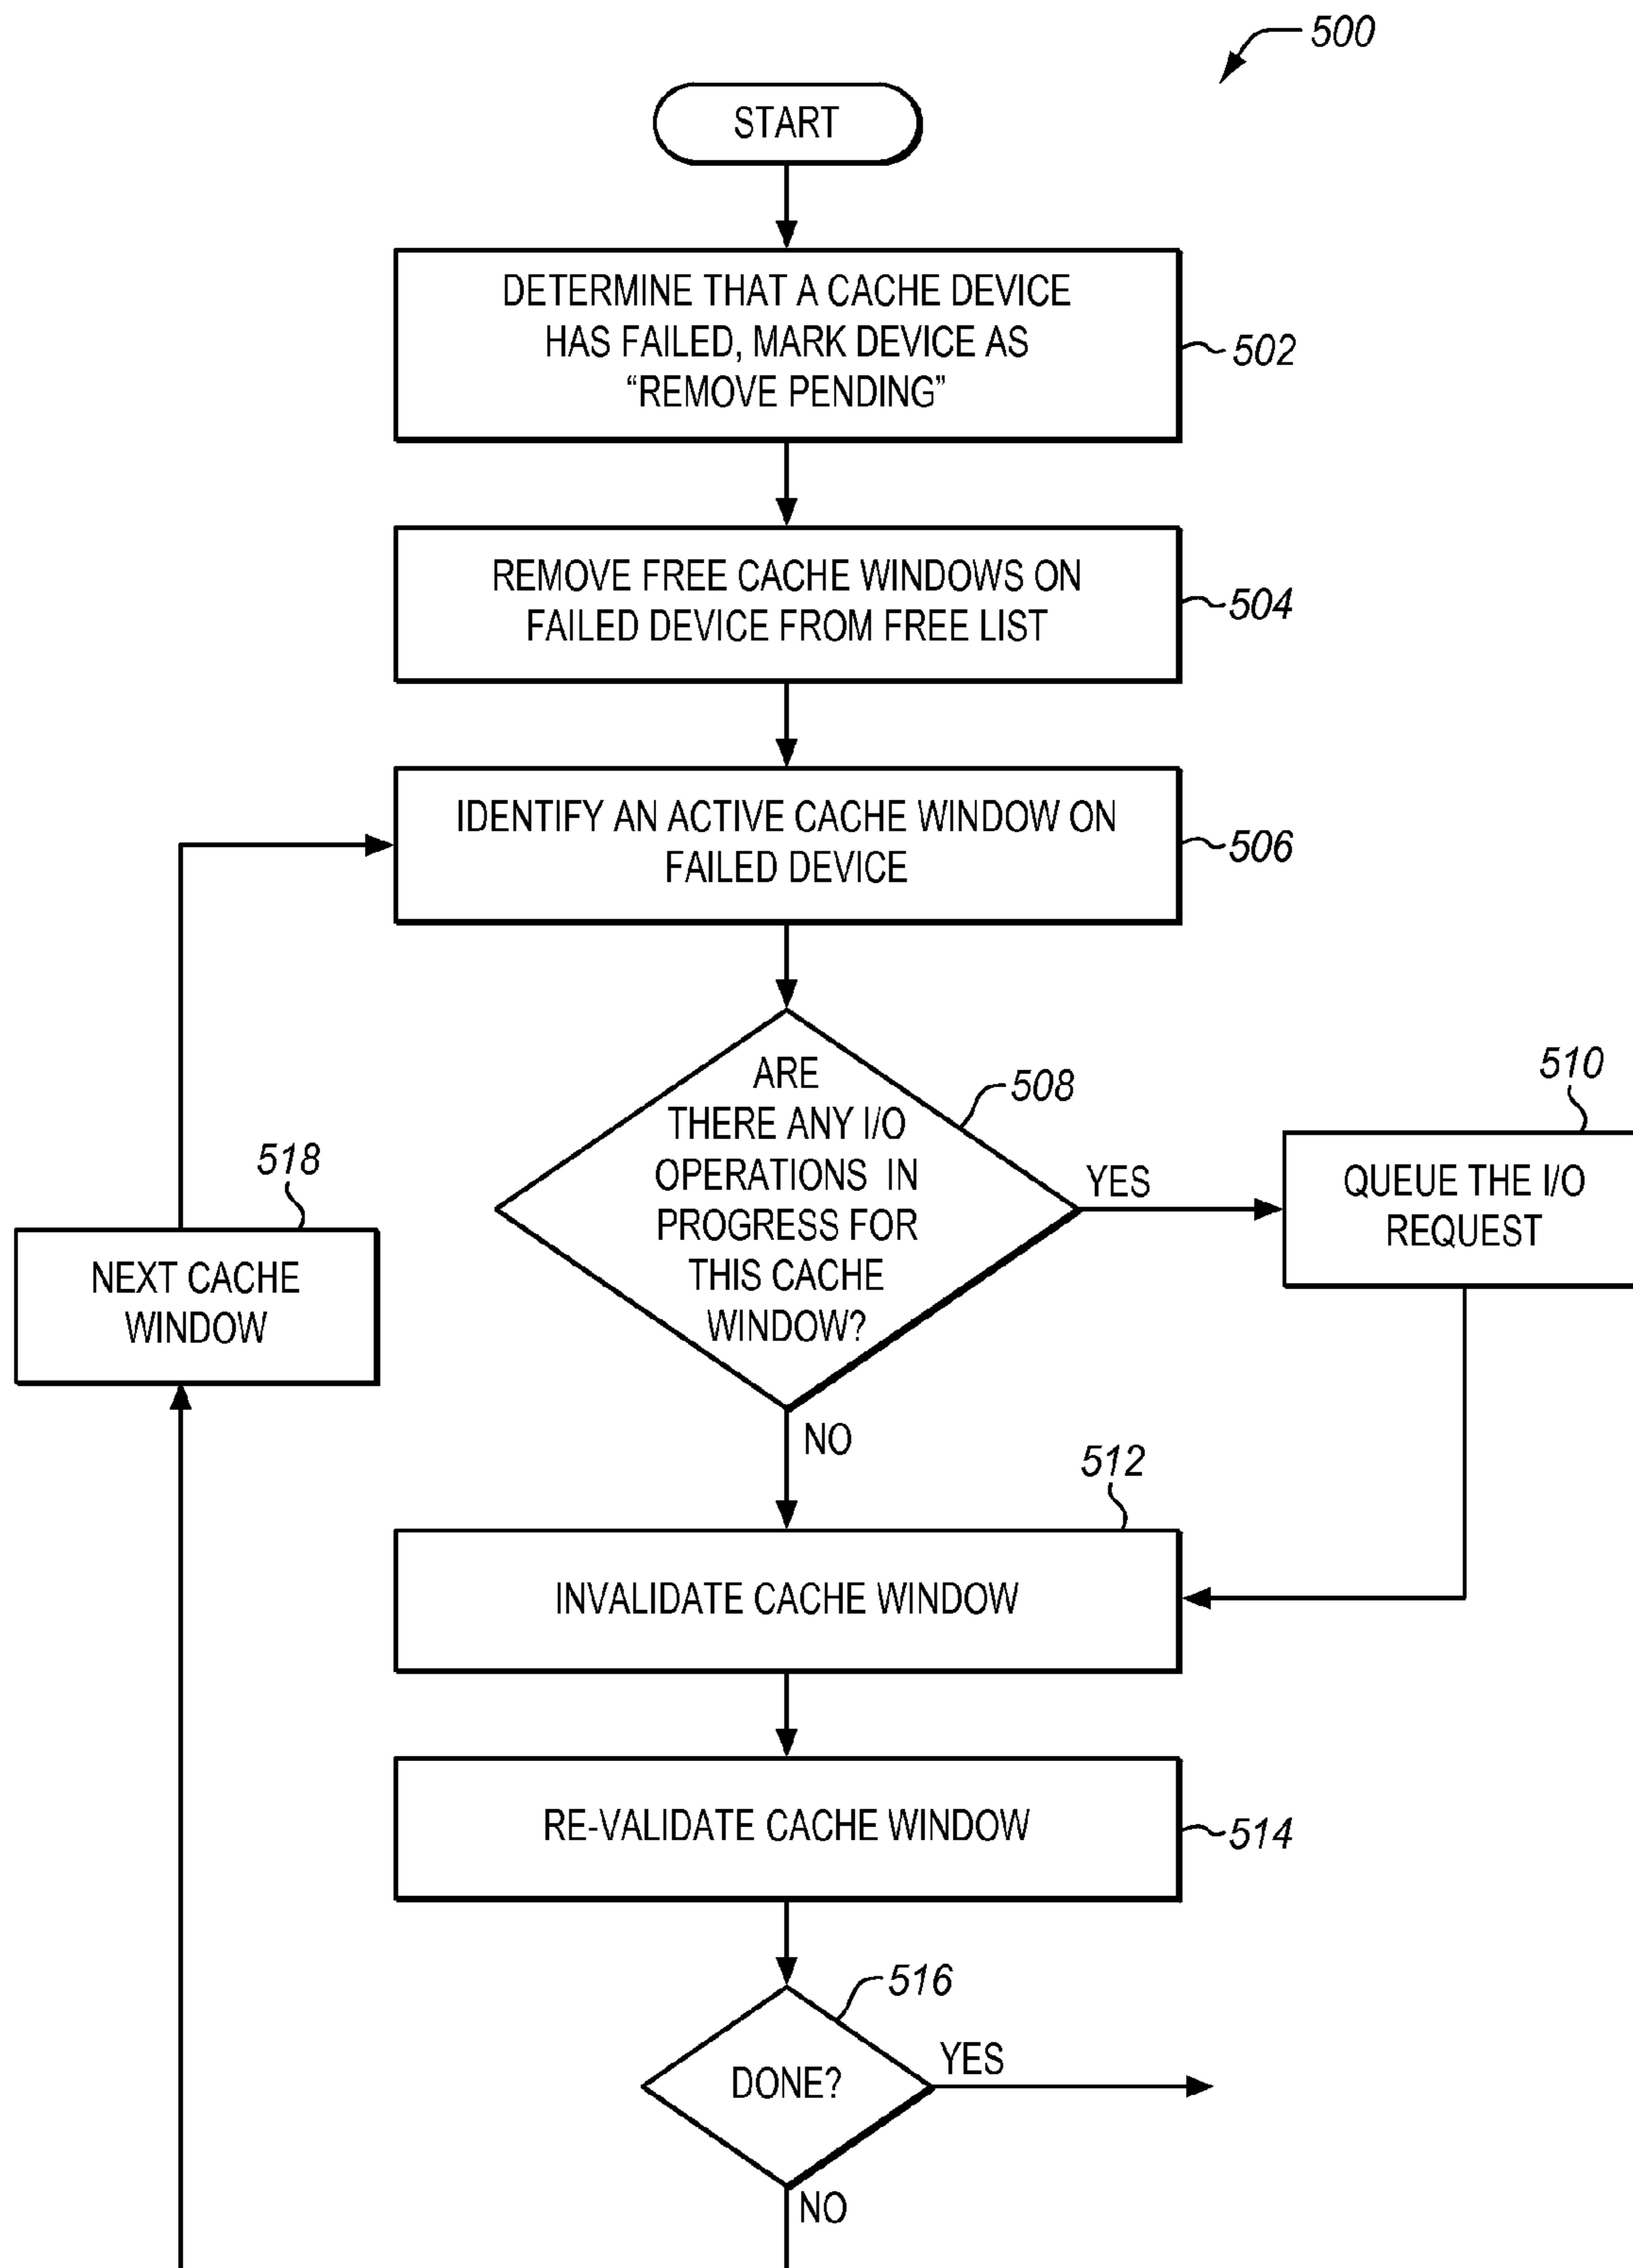 500
START
DETERMINE THAT A CACHE DEVICE
HAS FAILED, MARK DEVICE AS
“REMOVE PENDING”
502
REMOVE FREE CACHE WINDOWS ON
FAILED DEVICE FROM FREE LIST
504
IDENTIFY AN ACTIVE CACHE WINDOW ON
FAILED DEVICE
506
ARE
THERE ANY I/O
OPERATIONS IN
PROGRESS FOR
THIS CACHE
WINDOW?
508
YES
510
QUEUE THE I/O
REQUEST
518
NEXT CACHE
WINDOW
NO
512
INVALIDATE CACHE WINDOW
RE-VALIDATE CACHE WINDOW
514
516
DONE?
YES
NO